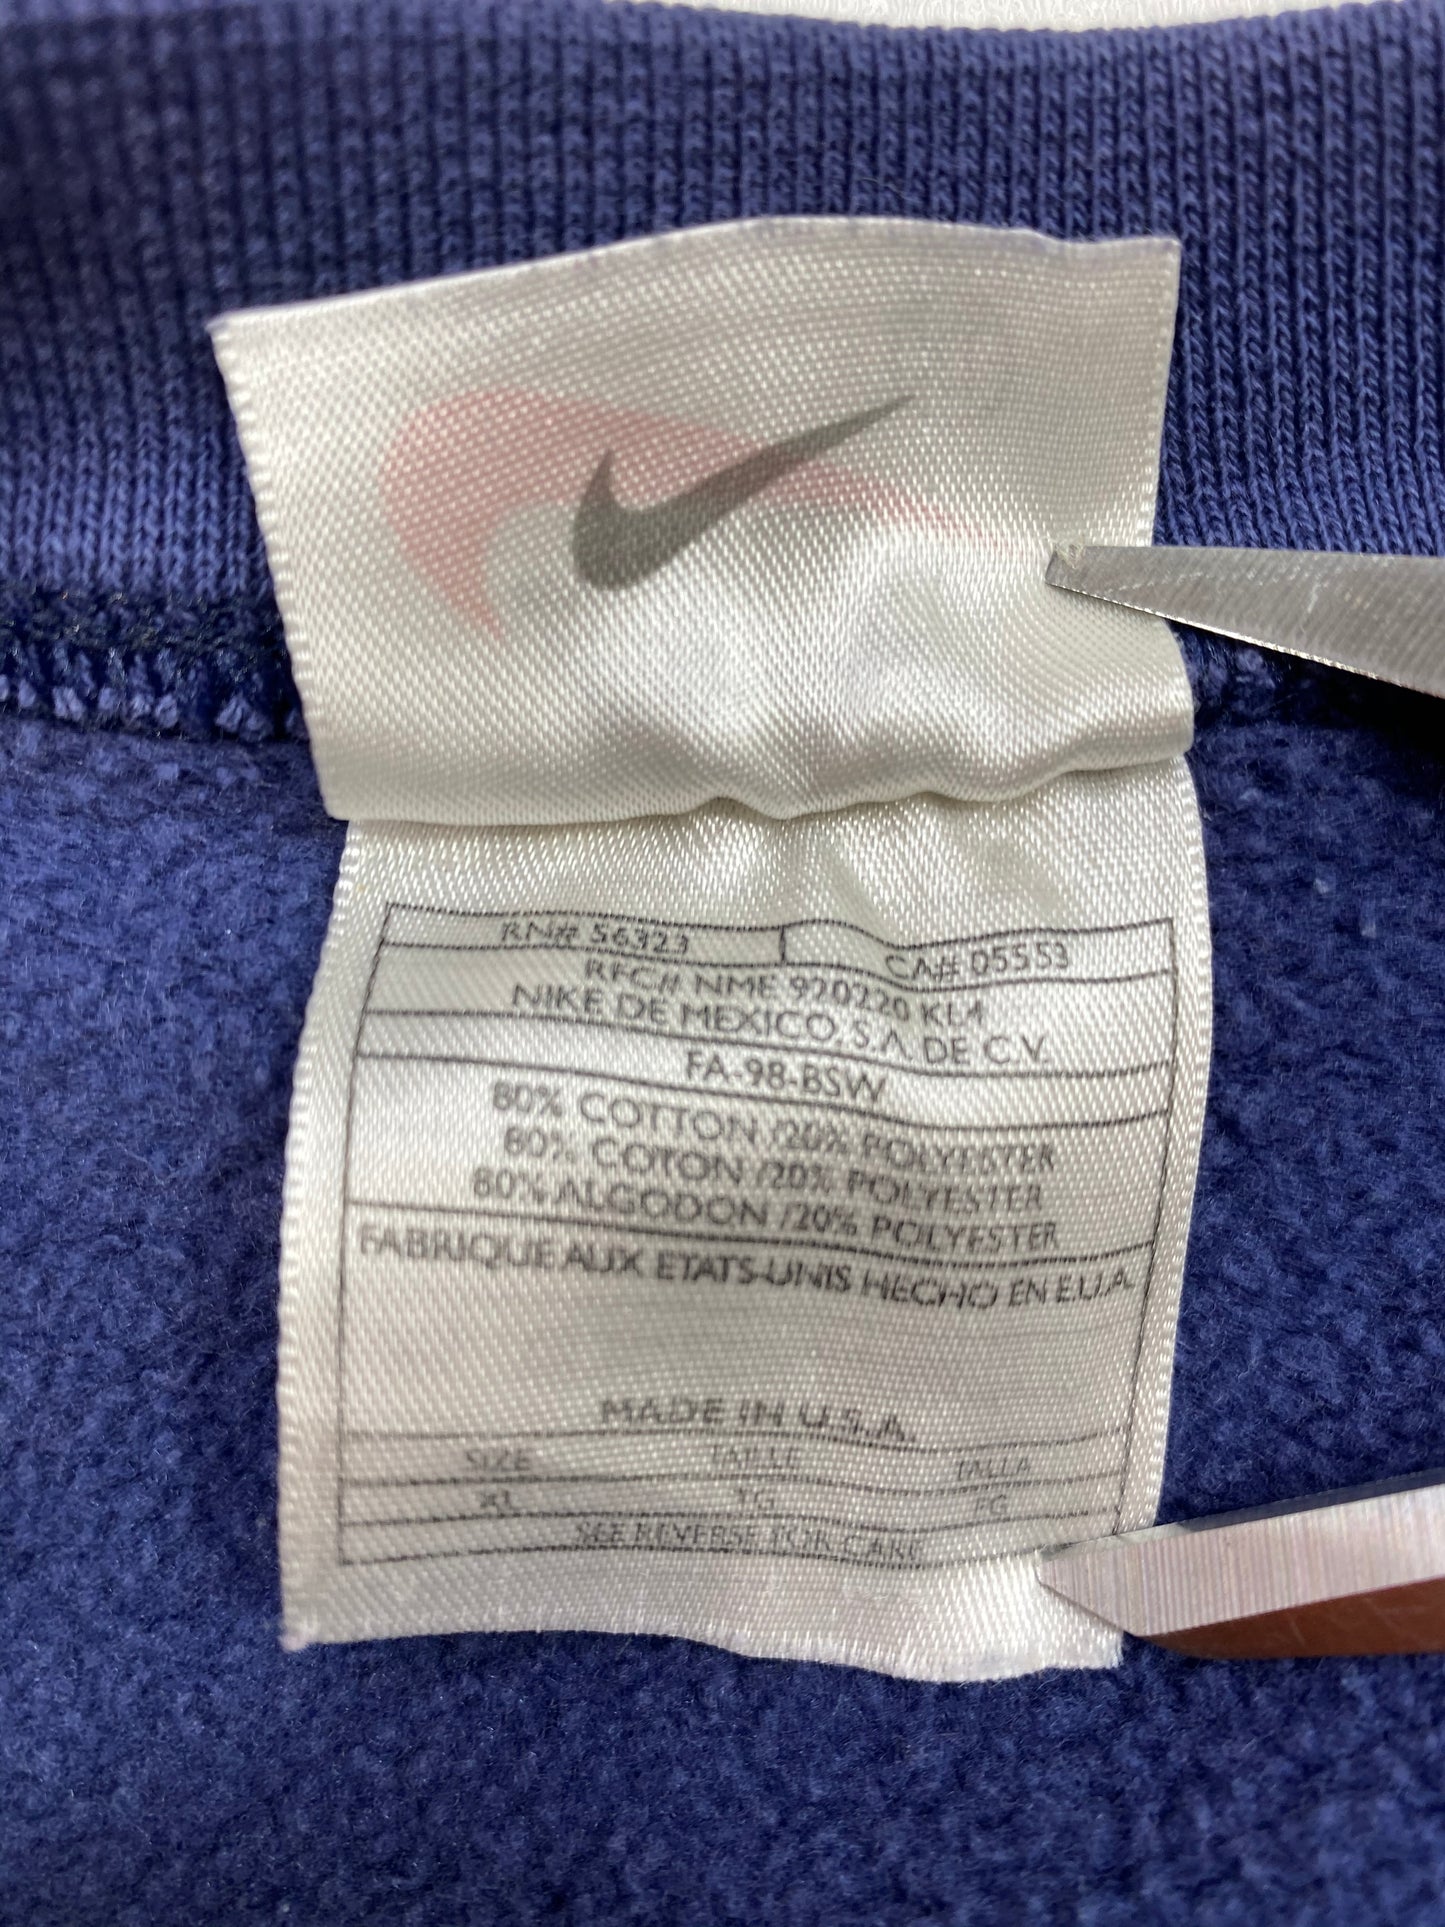 RN# 56323 CA# 05553
RFC# NME 920220 KL4
NIKE DE MEXICO, S.A. DE C.V.
FA-98-BSW
80% COTTON /20% POLYESTER
80% COTON /20% POLYESTER
80% ALGODON /20% POLYESTER
FABRIQUE AUX ETATS-UNIS HECHO EN E.U.A.
MADE IN U.S.A.
SIZE TAILLE TALLA
XL TG EG
SEE REVERSE FOR CARE